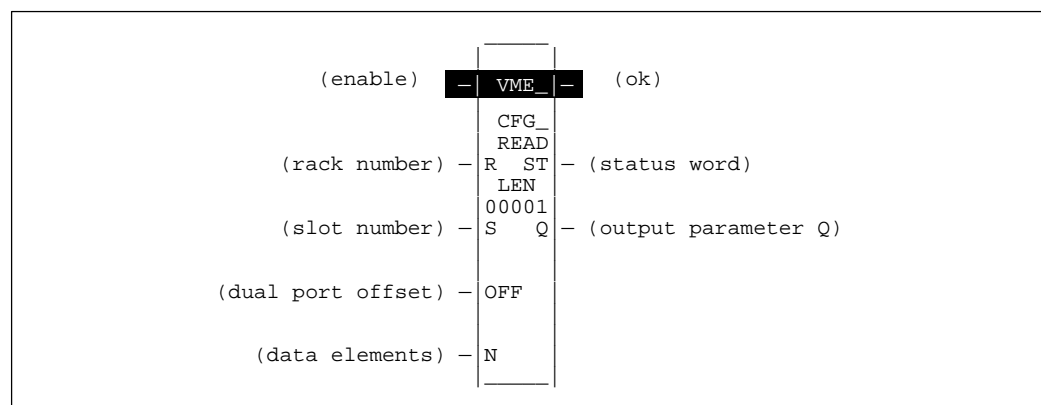 (enable) VME_ (ok)
CFG_
READ
(rack number) R ST (status word)
LEN
00001
(slot number) S Q (output parameter Q)
(dual port offset) OFF
(data elements) N